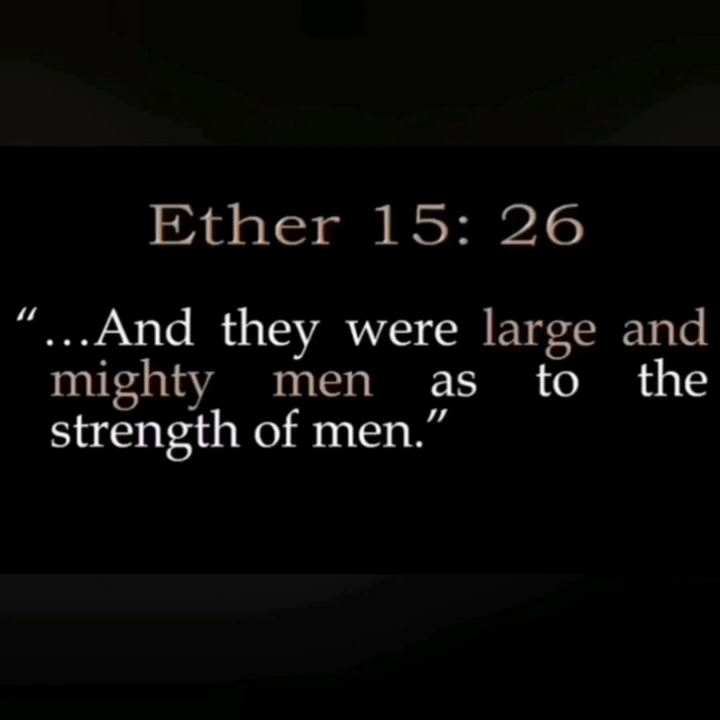 Ether 15: 26
“...And they were large and
mighty men as to the
strength of men.”